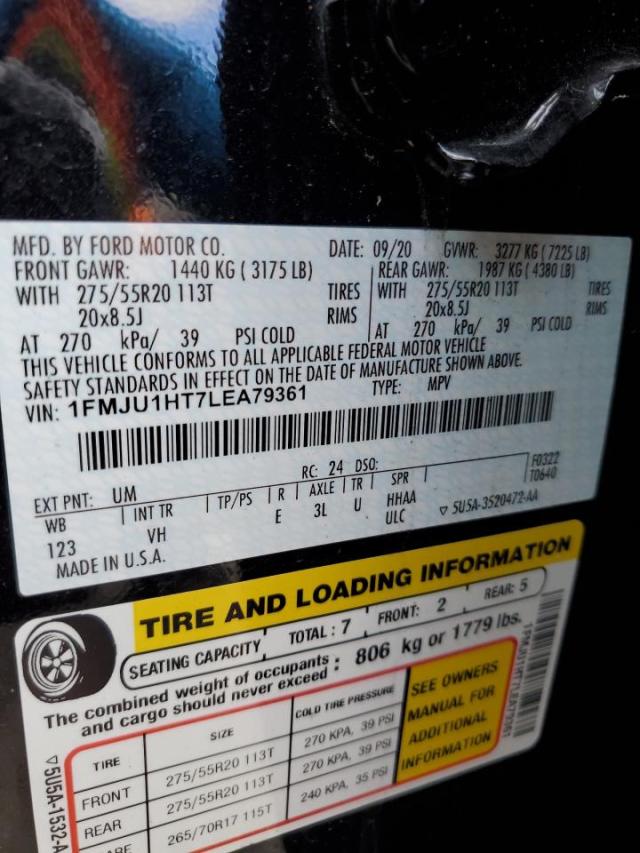 MFD. BY FORD MOTOR CO. DATE: 09/20 GVWR: 3277 KG ( 7225 LB)
FRONT GAWR: 1440 KG ( 3175 LB) REAR GAWR: 1987 KG ( 4380 LB)
WITH 275/55R20 113T TIRES WITH 275/55R20 113T TIRES
20x8.5J RIMS 20x8.5J RIMS
AT 270 kPa/ 39 PSI COLD AT 270 kPa/ 39 PSI COLD
THIS VEHICLE CONFORMS TO ALL APPLICABLE FEDERAL MOTOR VEHICLE
SAFETY STANDARDS IN EFFECT ON THE DATE OF MANUFACTURE SHOWN ABOVE.
VIN: 1FMJU1HT7LEA79361 TYPE: MPV
EXT PNT: UM RC: 24 DSO: F0322
T0640
WB INT TR TP/PS R AXLE TR SPR
123 VH E 3L U HHAA
ULC ▽ 5U5A-3520472-AA
MADE IN U.S.A.
TIRE AND LOADING INFORMATION
SEATING CAPACITY TOTAL : 7 FRONT: 2 REAR: 5
The combined weight of occupants : 806 kg or 1779 lbs.
and cargo should never exceed
TIRE SIZE COLD TIRE PRESSURE
FRONT 275/55R20 113T 270 KPA, 39 PSI
REAR 275/55R20 113T 270 KPA, 39 PSI
265/70R17 115T 240 KPA, 35 PSI
SEE OWNERS
MANUAL FOR
ADDITIONAL
INFORMATION
1FMJU1HT7LEA79361
▽5U5A-1532-A